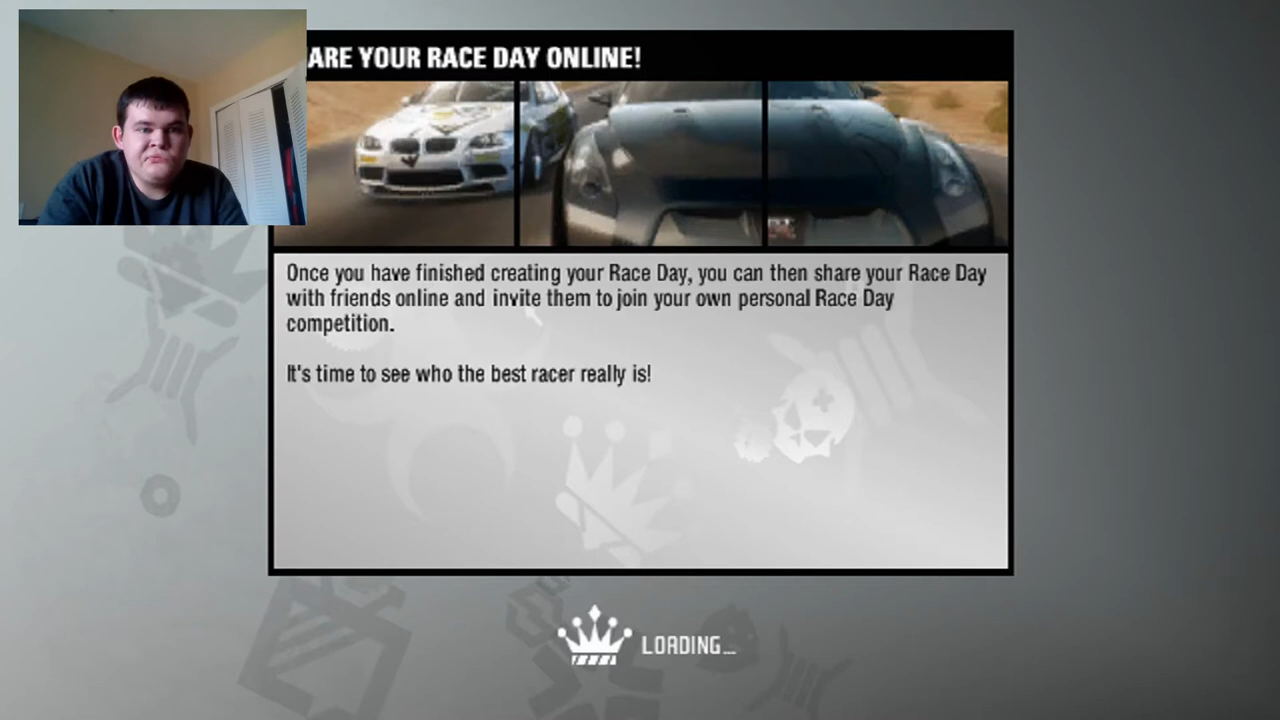 ARE YOUR RACE DAY ONLINE!
Once you have finished creating your Race Day, you can then share your Race Day
with friends online and invite them to join your own personal Race Day
competition.
It's time to see who the best racer really is!
LOADING...